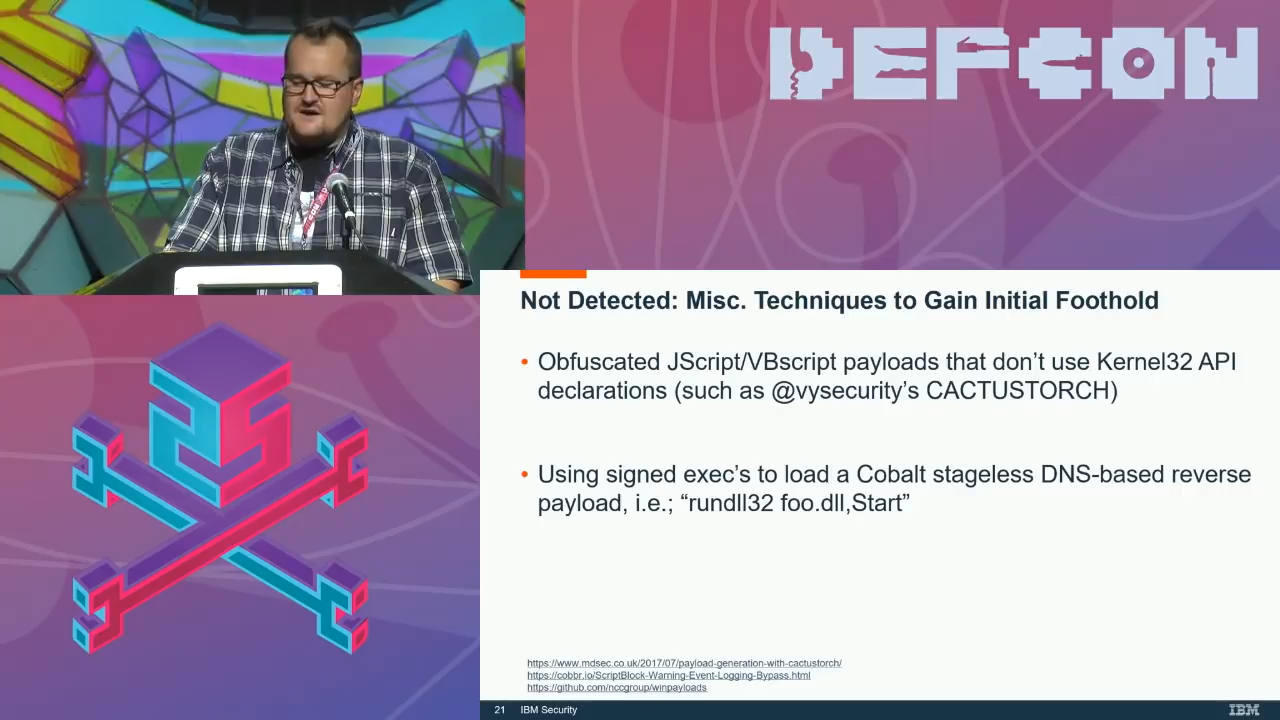 DEFCON
Not Detected: Misc. Techniques to Gain Initial Foothold
• Obfuscated JScript/VBscript payloads that don’t use Kernel32 API
declarations (such as @vysecurity’s CACTUSTORCH)
• Using signed exec’s to load a Cobalt stageless DNS-based reverse
payload, i.e.; “rundll32 foo.dll,Start”
https://www.mdsec.co.uk/2017/07/payload-generation-with-cactustorch/
https://cobbr.io/ScriptBlock-Warning-Event-Logging-Bypass.html
https://github.com/nccgroup/winpayloads
21 IBM Security
IBM